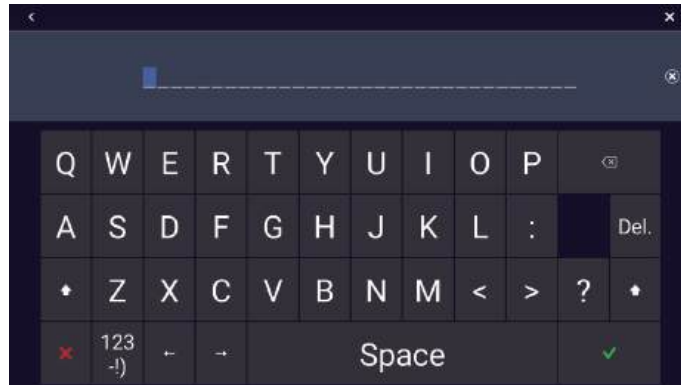 Q W E R T Y U I O P
A S D F G H J K L : Del.
Z X C V B N M < > ?
123
-!) ← → Space